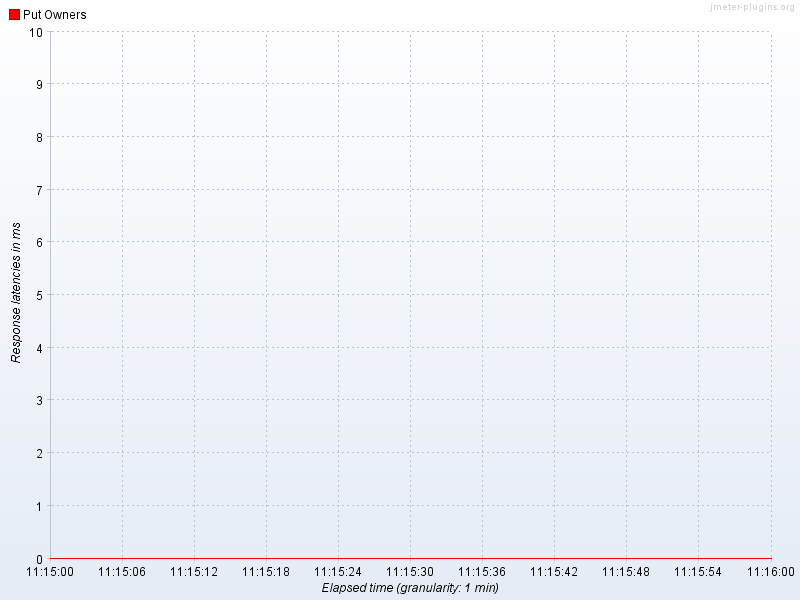 jmeter-plugins.org
Put Owners
10
9
8
7
6
5
4
3
2
1
0
Response latencies in ms
11:15:00 11:15:06 11:15:12 11:15:18 11:15:24 11:15:30 11:15:36 11:15:42 11:15:48 11:15:54 11:16:00
Elapsed time (granularity: 1 min)